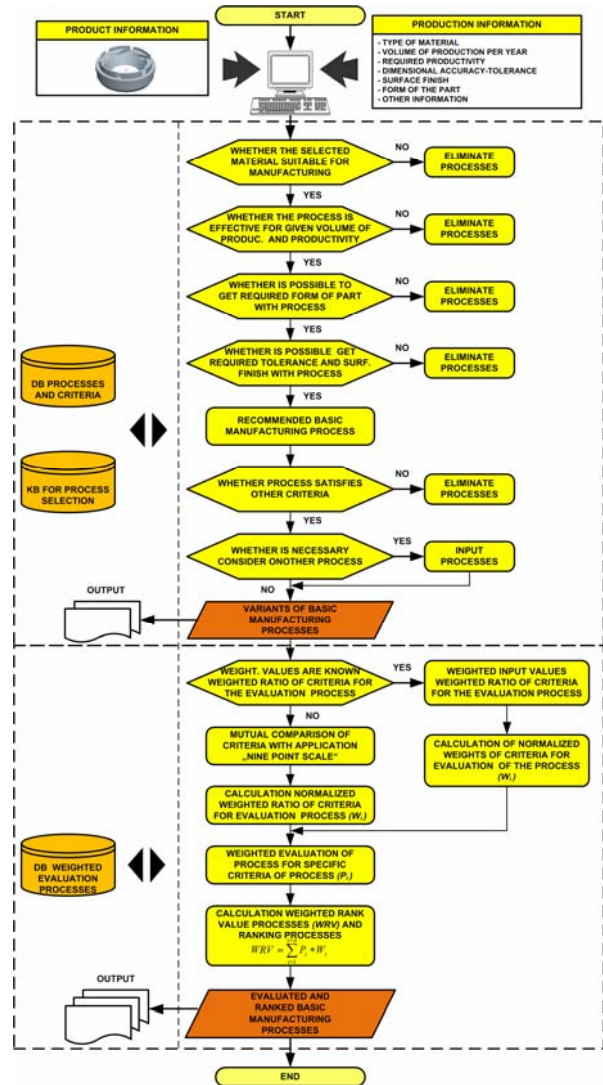 START
PRODUCT INFORMATION
PRODUCTION INFORMATION
- TYPE OF MATERIAL
- VOLUME OF PRODUCTION PER YEAR
- REQUIRED PRODUCTIVITY
- DIMENSIONAL ACCURACY-TOLERANCE
- SURFACE FINISH
- FORM OF THE PART
- OTHER INFORMATION
WHETHER THE SELECTED
MATERIAL SUITABLE FOR
MANUFACTURING
NO
ELIMINATE
PROCESSES
YES
WHETHER THE PROCESS IS
EFFECTIVE FOR GIVEN VOLUME OF
PRODUC. AND PRODUCTIVITY
NO
ELIMINATE
PROCESSES
YES
WHETHER IS POSSIBLE TO
GET REQUIRED FORM OF PART
WITH PROCESS
NO
ELIMINATE
PROCESSES
YES
WHETHER IS POSSIBLE GET
REQUIRED TOLERANCE AND SURF.
FINISH WITH PROCESS
NO
ELIMINATE
PROCESSES
YES
DB PROCESSES
AND CRITERIA
RECOMMENDED BASIC
MANUFACTURING PROCESS
KB FOR PROCESS
SELECTION
WHETHER PROCESS SATISFIES
OTHER CRITERIA
NO
ELIMINATE
PROCESSES
YES
WHETHER IS NECESSARY
CONSIDER ONOTHER PROCESS
YES
INPUT
PROCESSES
NO
OUTPUT
VARIANTS OF BASIC
MANUFACTURING
PROCESSES
WEIGHT. VALUES ARE KNOWN
WEIGHTED RATIO OF CRITERIA FOR
THE EVALUATION PROCESS
YES
WEIGHTED INPUT VALUES
WEIGHTED RATIO OF CRITERIA
FOR THE EVALUATION PROCESS
NO
MUTUAL COMPARISON OF
CRITERIA WITH APPLICATION
„NINE POINT SCALE“
CALCULATION OF NORMALIZED
WEIGHTS OF CRITERIA FOR
EVALUATION OF THE PROCESS
(Wᵢ)
CALCULATION NORMALIZED
WEIGHTED RATIO OF CRITERIA
FOR EVALUATION PROCESS (Wᵢ)
DB WEIGHTED
EVALUATION
PROCESSES
WEIGHTED EVALUATION OF
PROCESS FOR SPECIFIC
CRITERIA OF PROCESS (Pᵢ)
CALCULATION WEIGHTED RANK
VALUE PROCESSES (WRV) AND
RANKING PROCESSES
WRV = ∑ Pᵢ * Wᵢ
OUTPUT
EVALUATED AND
RANKED BASIC
MANUFACTURING
PROCESSES
END